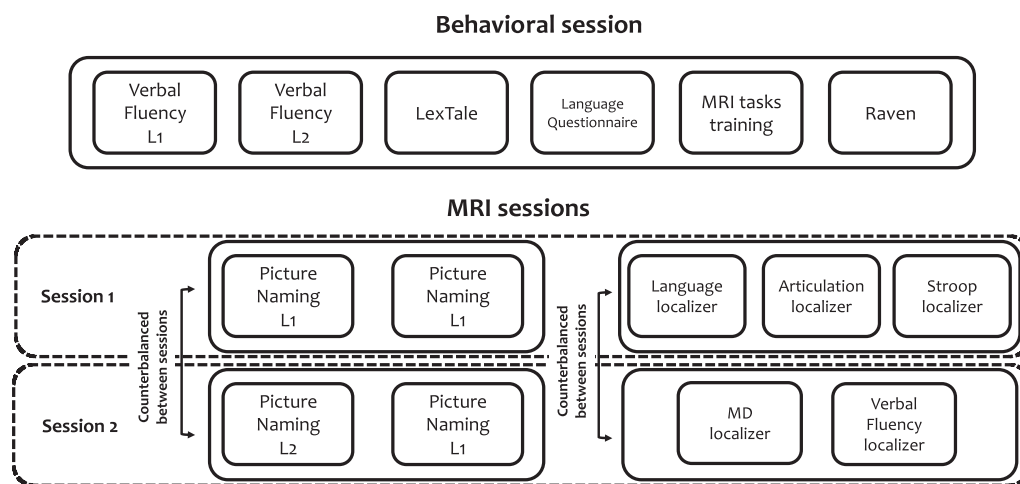 Behavioral session
Verbal
Fluency
L1
Verbal
Fluency
L2
LexTale
Language
Questionnaire
MRI tasks
training
Raven
MRI sessions
Session 1
Counterbalanced
between sessions
Picture
Naming
L1
Picture
Naming
L1
Counterbalanced
between sessions
Language
localizer
Articulation
localizer
Stroop
localizer
Session 2
Picture
Naming
L2
Picture
Naming
L1
MD
localizer
Verbal
Fluency
localizer